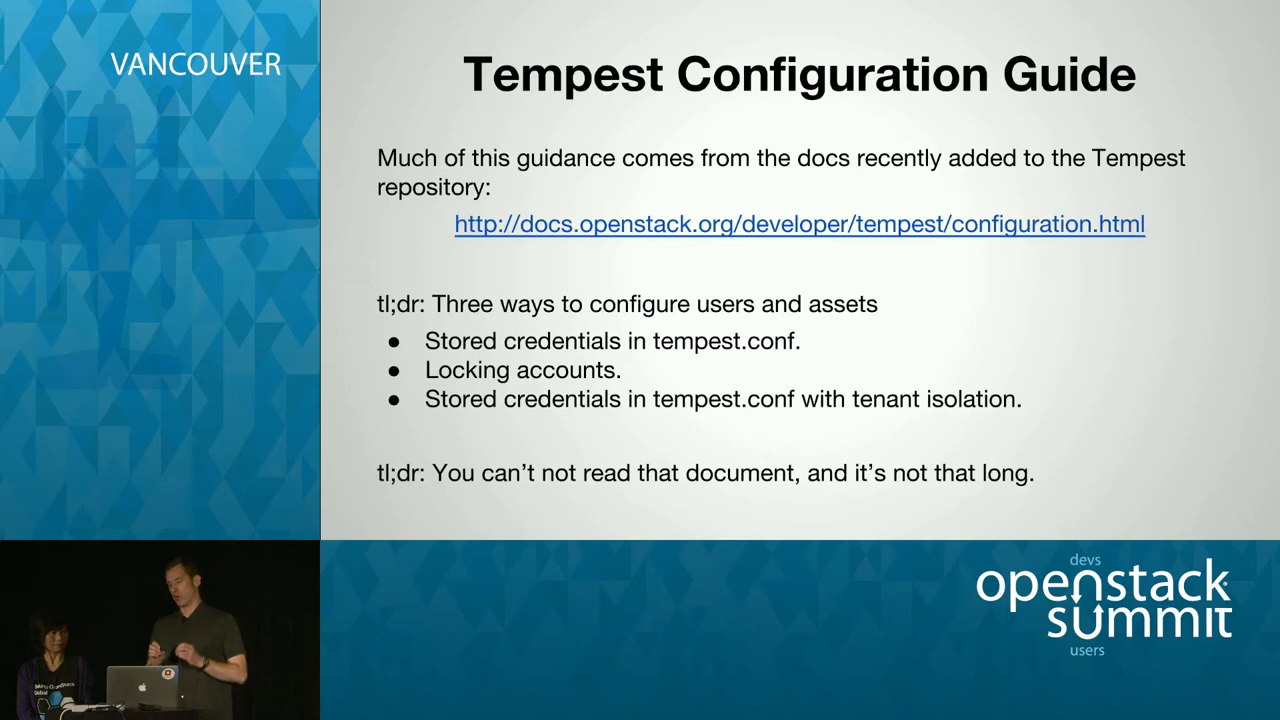 VANCOUVER
Tempest Configuration Guide
Much of this guidance comes from the docs recently added to the Tempest
repository:
http://docs.openstack.org/developer/tempest/configuration.html
tl;dr: Three ways to configure users and assets
● Stored credentials in tempest.conf.
● Locking accounts.
● Stored credentials in tempest.conf with tenant isolation.
tl;dr: You can't not read that document, and it's not that long.
devs
openstack
summit
users